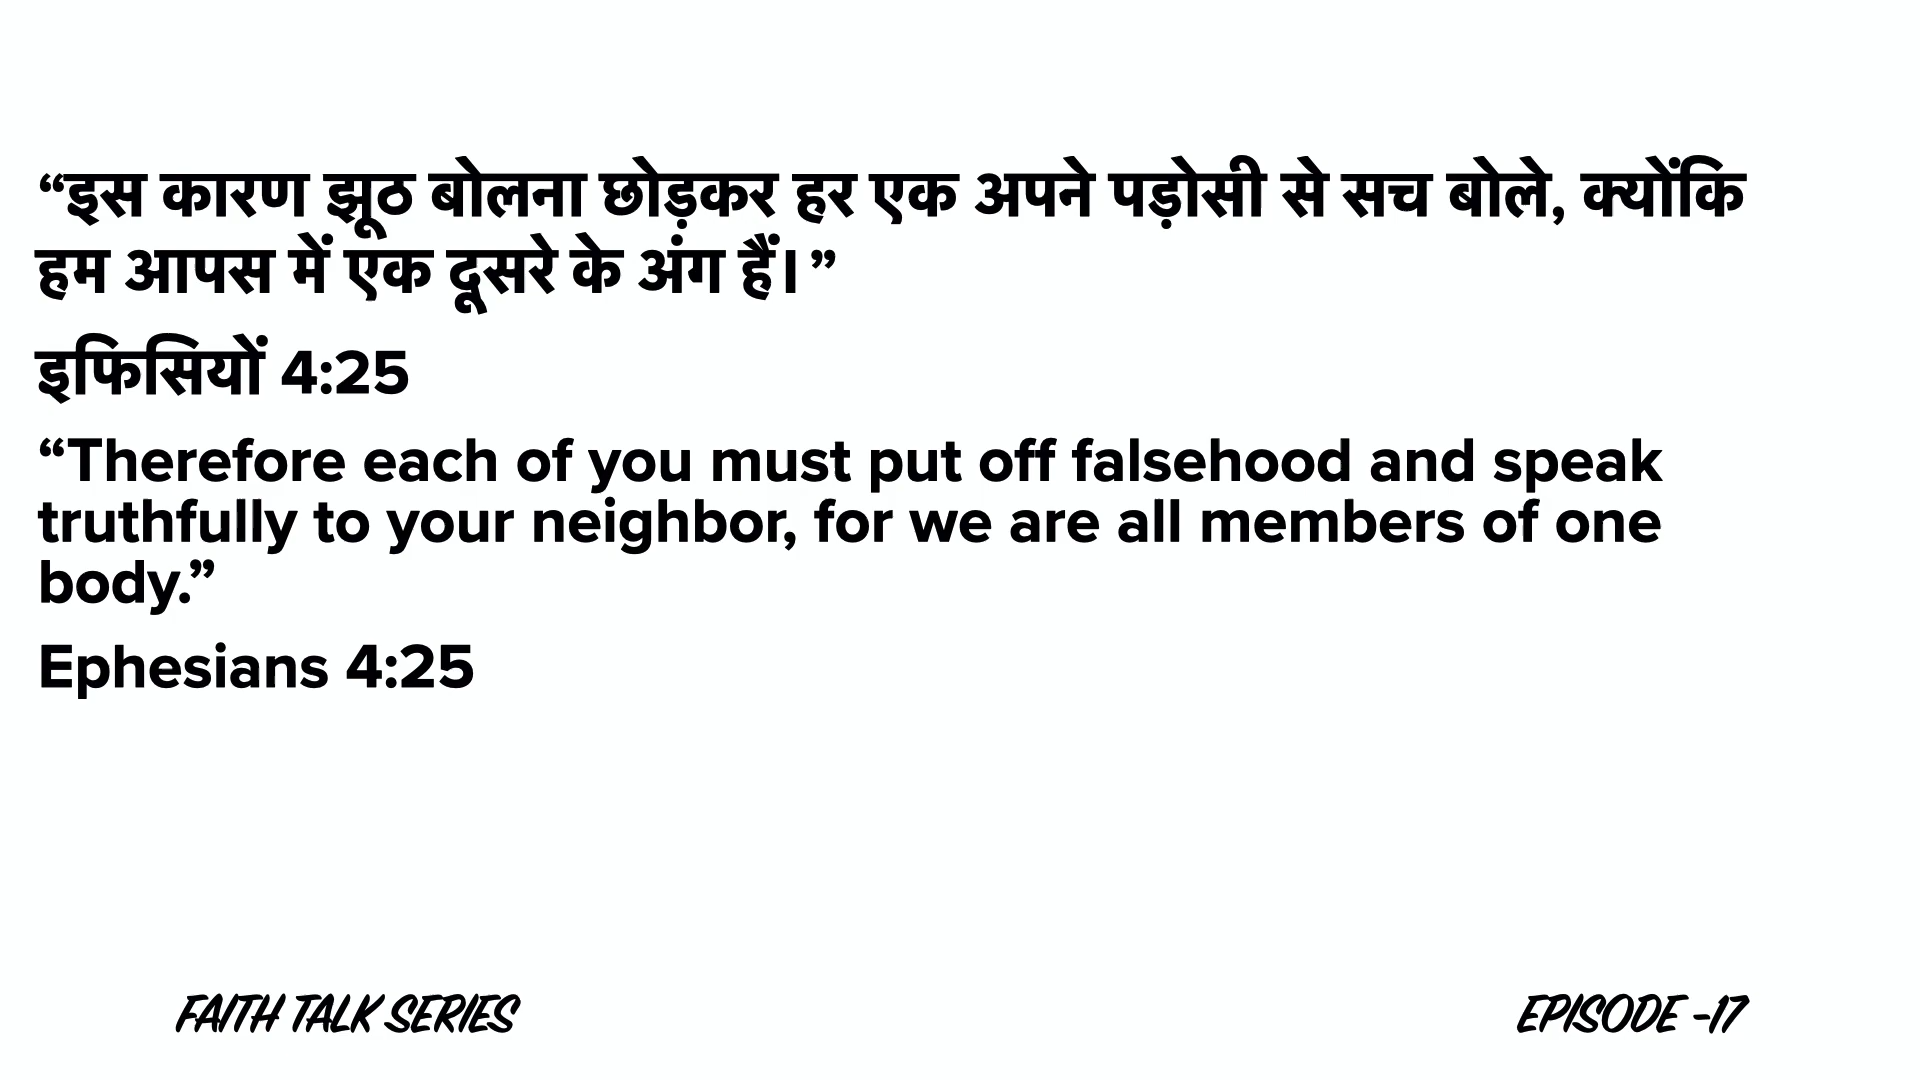 “इस कारण झूठ बोलना छोड़कर हर एक अपने पड़ोसी से सच बोले, क्योंकि
हम आपस में एक दूसरे के अंग हैं। ”
इफिसियों 4:25
“Therefore each of you must put off falsehood and speak
truthfully to your neighbor, for we are all members of one
body.”
Ephesians 4:25
FAITH TALK SERIES
EPISODE -17